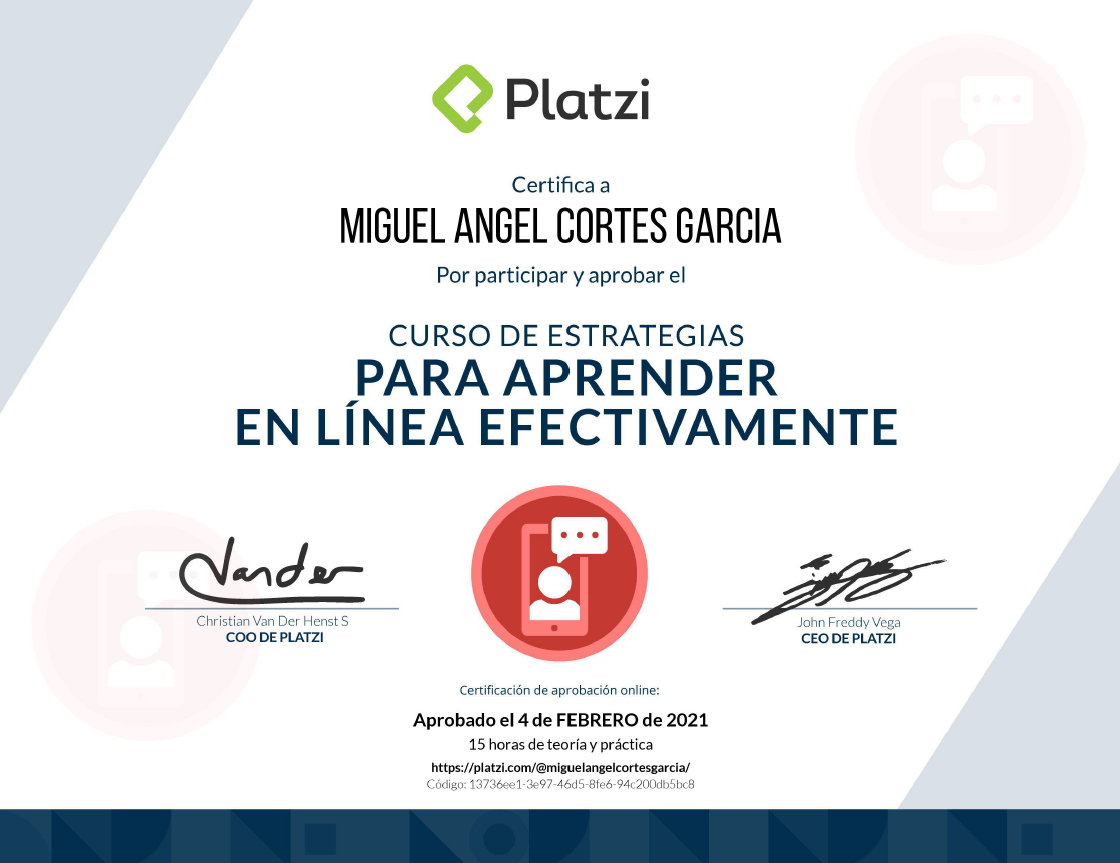 Platzi
Certifica a
MIGUEL ANGEL CORTES GARCIA
Por participar y aprobar el
CURSO DE ESTRATEGIAS
PARA APRENDER
EN LÍNEA EFECTIVAMENTE
Vander
Christian Van Der Henst S
COO DE PLATZI
John Freddy Vega
CEO DE PLATZI
Certificación de aprobación online:
Aprobado el 4 de FEBRERO de 2021
15 horas de teoría y práctica
https://platzi.com/@miguelangelcortesgarcia/
Código: 13736ee1-3e97-46d5-8fe6-94c200db5bc8